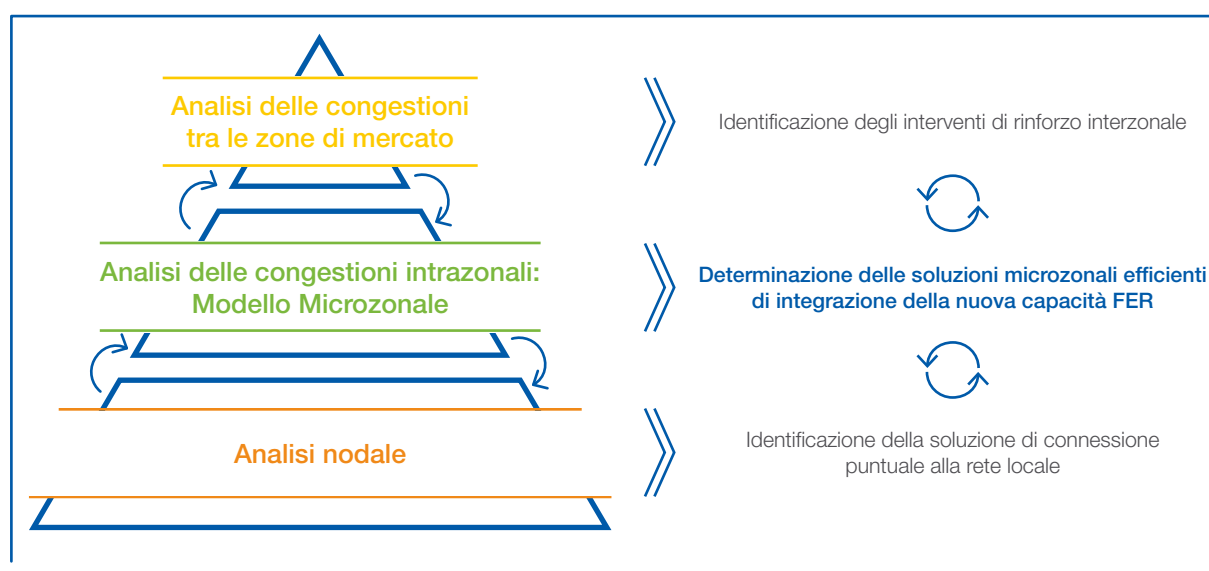 Analisi delle congestioni
tra le zone di mercato
Identificazione degli interventi di rinforzo interzonale
Analisi delle congestioni intrazonali:
Modello Microzonale
Determinazione delle soluzioni microzonali efficienti
di integrazione della nuova capacità FER
Analisi nodale
Identificazione della soluzione di connessione
puntuale alla rete locale